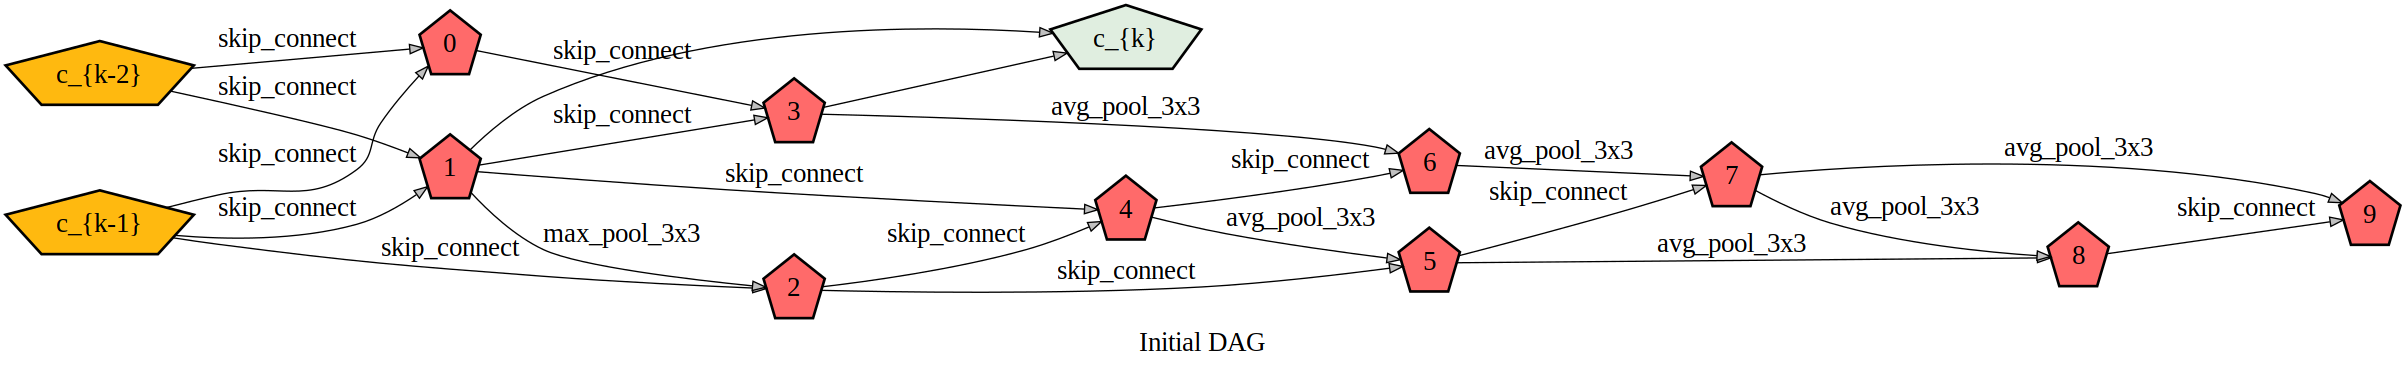 c_{k-2}
skip_connect
skip_connect
skip_connect
c_{k-1}
skip_connect
skip_connect
0
1
skip_connect
skip_connect
skip_connect
max_pool_3x3
3
2
c_{k}
avg_pool_3x3
skip_connect
4
skip_connect
skip_connect
avg_pool_3x3
6
5
avg_pool_3x3
skip_connect
avg_pool_3x3
7
avg_pool_3x3
avg_pool_3x3
8
skip_connect
9
Initial DAG